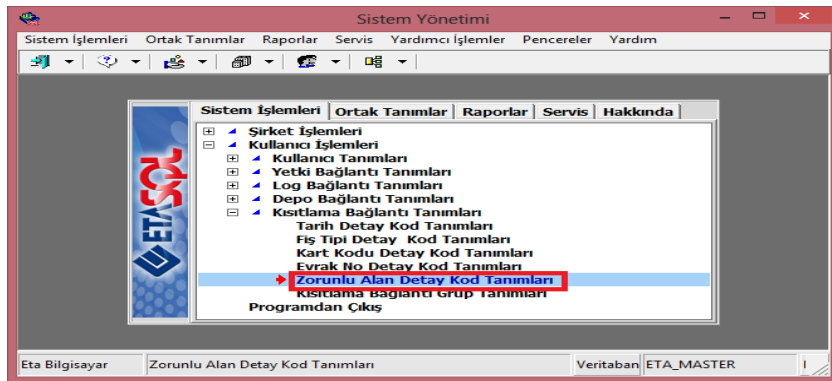 Sistem Yönetimi
Sistem İşlemleri Ortak Tanımlar Raporlar Servis Yardımcı İşlemler Pencereler Yardım
Sistem İşlemleri Ortak Tanımlar Raporlar Servis Hakkında
Şirket İşlemleri
Kullanıcı İşlemleri
Kullanıcı Tanımları
Yetki Bağlantı Tanımları
Log Bağlantı Tanımları
Depo Bağlantı Tanımları
Kısıtlama Bağlantı Tanımları
Tarih Detay Kod Tanımları
Fiş Tipi Detay Kod Tanımları
Kart Kodu Detay Kod Tanımları
Evrak No Detay Kod Tanımları
Zorunlu Alan Detay Kod Tanımları
Kısıtlama Bağlantı Grup Tanımları
Programdan Çıkış
ETASQL
Eta Bilgisayar Zorunlu Alan Detay Kod Tanımları Veritaban ETA_MASTER